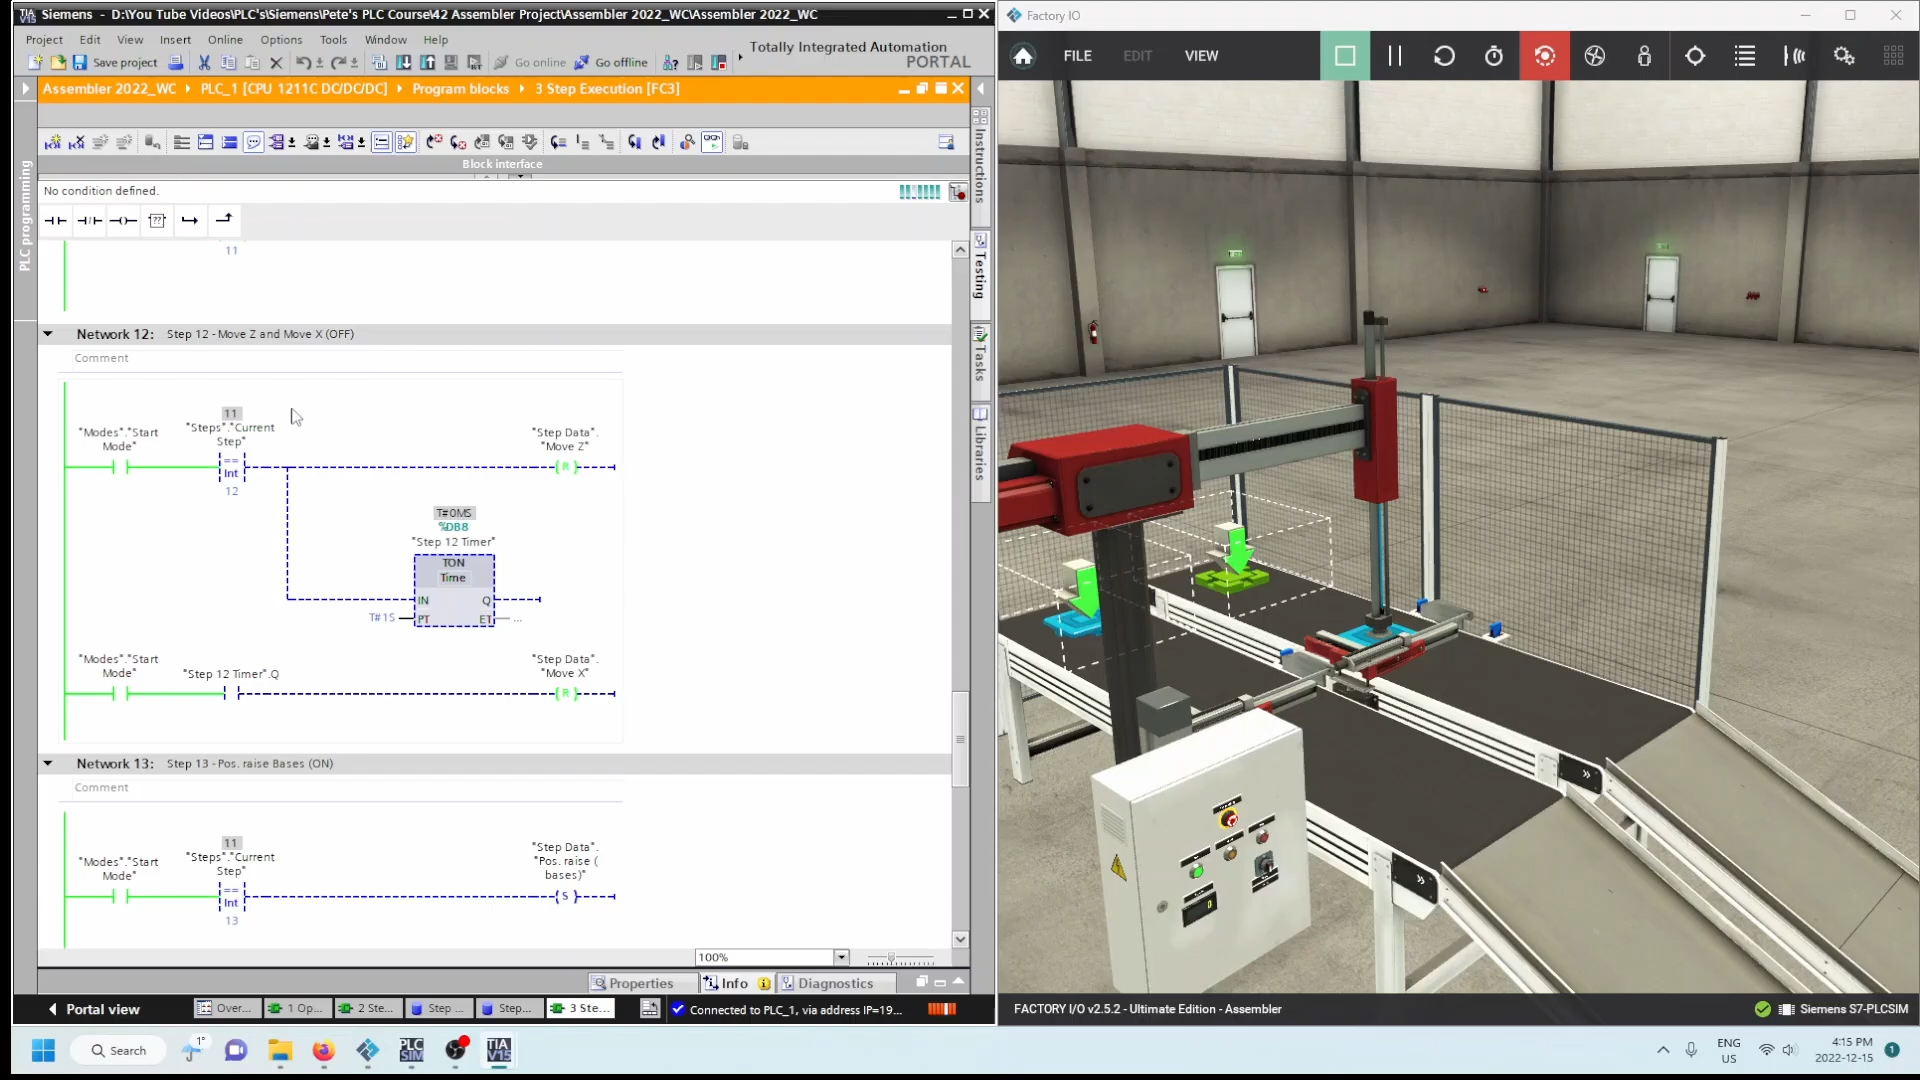 TIA
V15
Siemens - D:\You Tube Videos\PLC's\Siemens\Pete's PLC Course\42 Assembler Project\Assembler 2022_WC\Assembler 2022_WC
Project Edit View Insert Online Options Tools Window Help
Totally Integrated Automation
PORTAL
Save project
Go online
Go offline
Assembler 2022_WC
PLC_1 [CPU 1211C DC/DC/DC]
Program blocks
3 Step Execution [FC3]
Block interface
No condition defined.
PLC programming
Instructions
Testing
Tasks
Libraries
11
Network 12: Step 12 - Move Z and Move X (OFF)
Comment
"Modes"."Start
Mode"
11
"Steps"."Current
Step"
==
Int
12
"Step Data".
"Move Z"
R
T#0MS
%DB8
"Step 12 Timer"
TON
Time
IN Q
T#1S PT ET ...
"Modes"."Start
Mode"
"Step 12 Timer".Q
"Step Data".
"Move X"
R
Network 13: Step 13 - Pos. raise Bases (ON)
Comment
"Modes"."Start
Mode"
11
"Steps"."Current
Step"
==
Int
13
"Step Data".
"Pos. raise (
bases)"
S
100%
Properties
Info
Diagnostics
Portal view
Over...
1 Op...
2 Ste...
Step ...
Step...
3 Ste...
Connected to PLC_1, via address IP=19...
Factory IO
FILE EDIT VIEW
0
FACTORY I/O v2.5.2 - Ultimate Edition - Assembler
Siemens S7-PLCSIM
Search
1°
PLC
SIM
TIA
V15
ENG
US
4:15 PM
2022-12-15
1